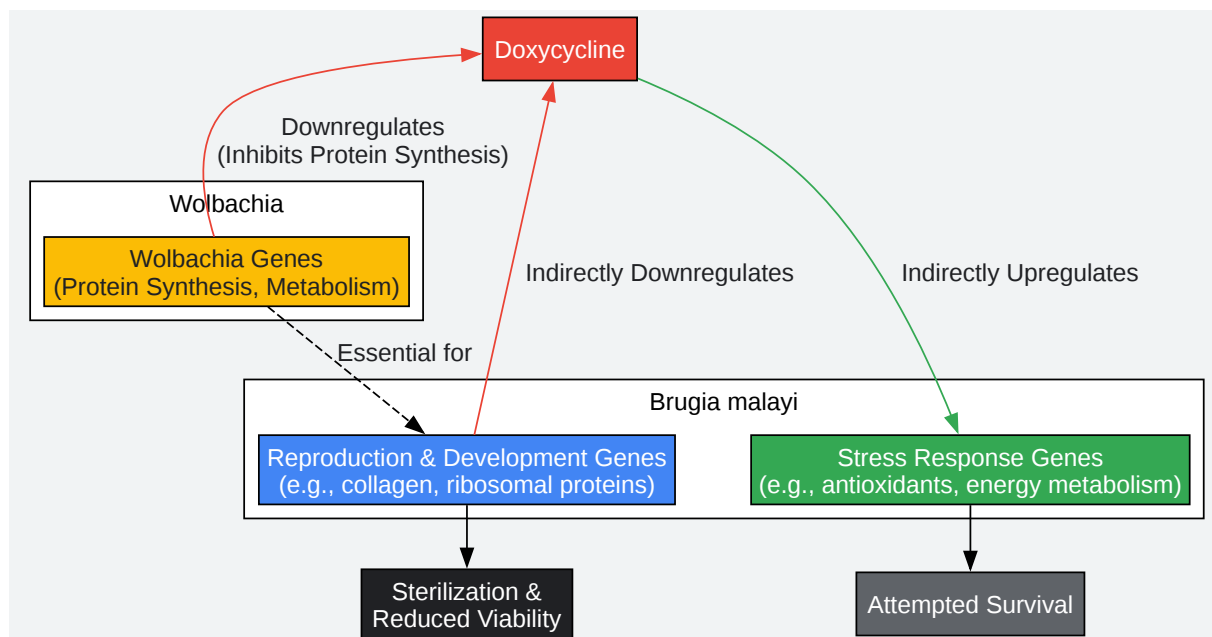 Doxycycline
Downregulates
(Inhibits Protein Synthesis)
Wolbachia
Wolbachia Genes
(Protein Synthesis, Metabolism)
Indirectly Downregulates
Indirectly Upregulates
Essential for
Brugia malayi
Reproduction & Development Genes
(e.g., collagen, ribosomal proteins)
Stress Response Genes
(e.g., antioxidants, energy metabolism)
Sterilization &
Reduced Viability
Attempted Survival